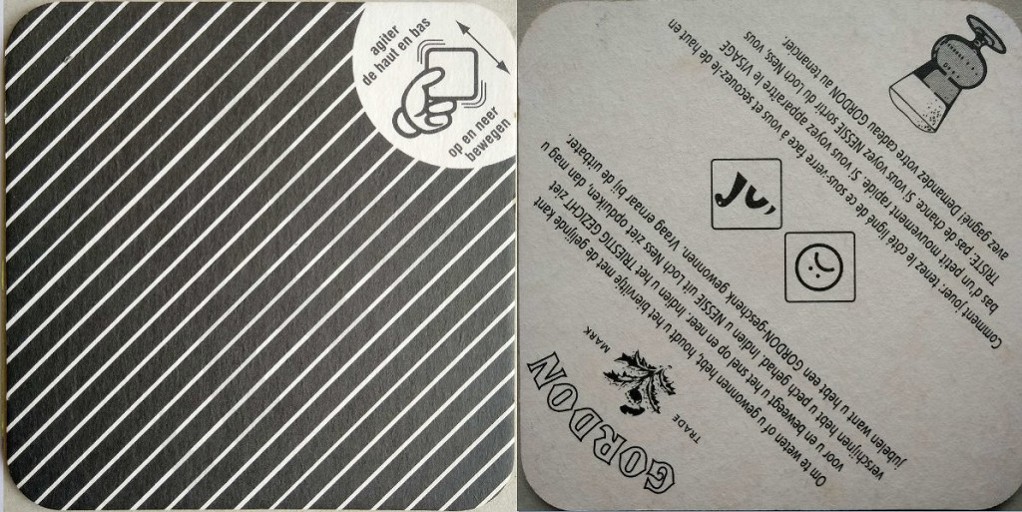 agiter
de haut en bas
op en neer
bewegen
GORDON
TRADE MARK
Om te weten of u gewonnen hebt, houdt u het bierviltje met de gelijnde kant
voor u en beweegt u het snel op en neer. Indien u het TRIESTIG GEZICHT ziet
verschijnen hebt u pech gehad. Indien u NESSIE uit Loch Ness ziet opduiken, dan mag u
jubelen want u hebt een GORDON-geschenk gewonnen. Vraag ernaar bij de uitbater.
Comment jouer: tenez le côté ligné de ce sous-verre face à vous et secouez-le de haut en
bas d'un petit mouvement rapide. Si vous voyez apparaître le VISAGE
TRISTE: pas de chance. Si vous voyez NESSIE sortir du Loch Ness, vous
avez gagné! Demandez votre cadeau GORDON au tenancier.